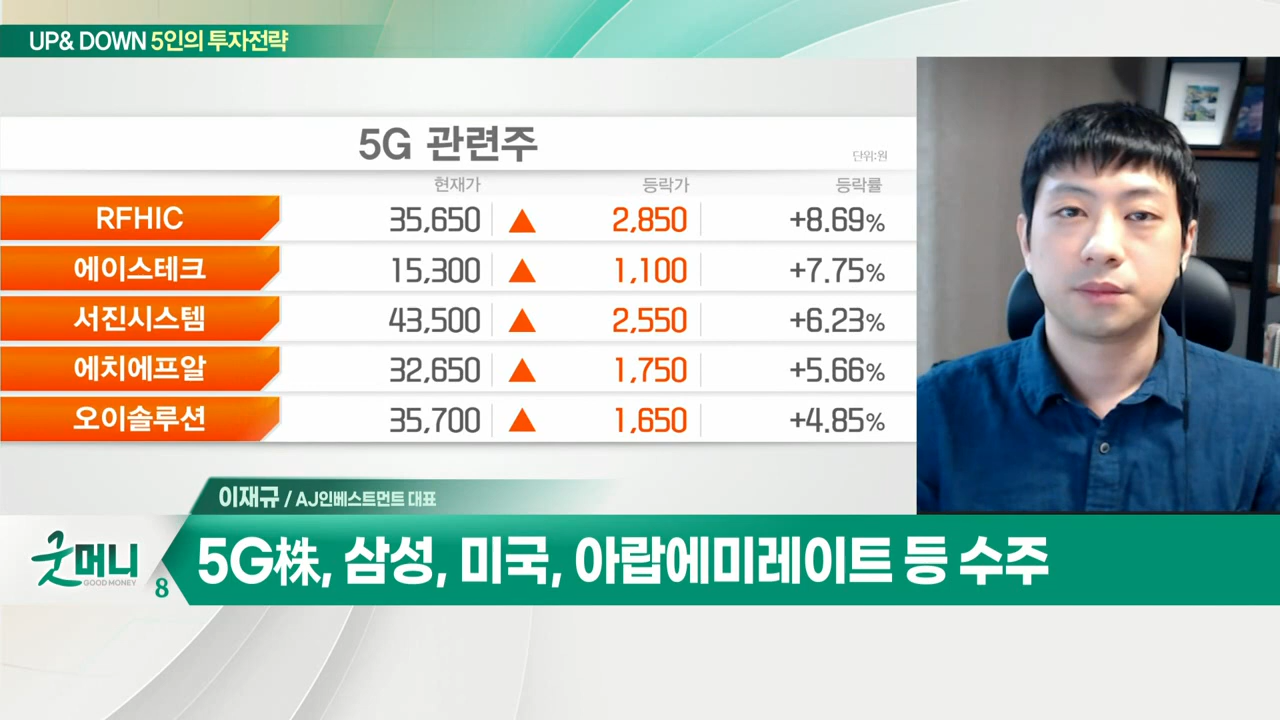 UP& DOWN 5인의 투자전략
5G 관련주
단위:원
현재가 등락가 등락률
RFHIC 35,650 ▲ 2,850 +8.69%
에이스테크 15,300 ▲ 1,100 +7.75%
서진시스템 43,500 ▲ 2,550 +6.23%
에치에프알 32,650 ▲ 1,750 +5.66%
오이솔루션 35,700 ▲ 1,650 +4.85%
이재규 / AJ인베스트먼트 대표
굿머니
GOOD MONEY
8
5G株, 삼성, 미국, 아랍에미레이트 등 수주